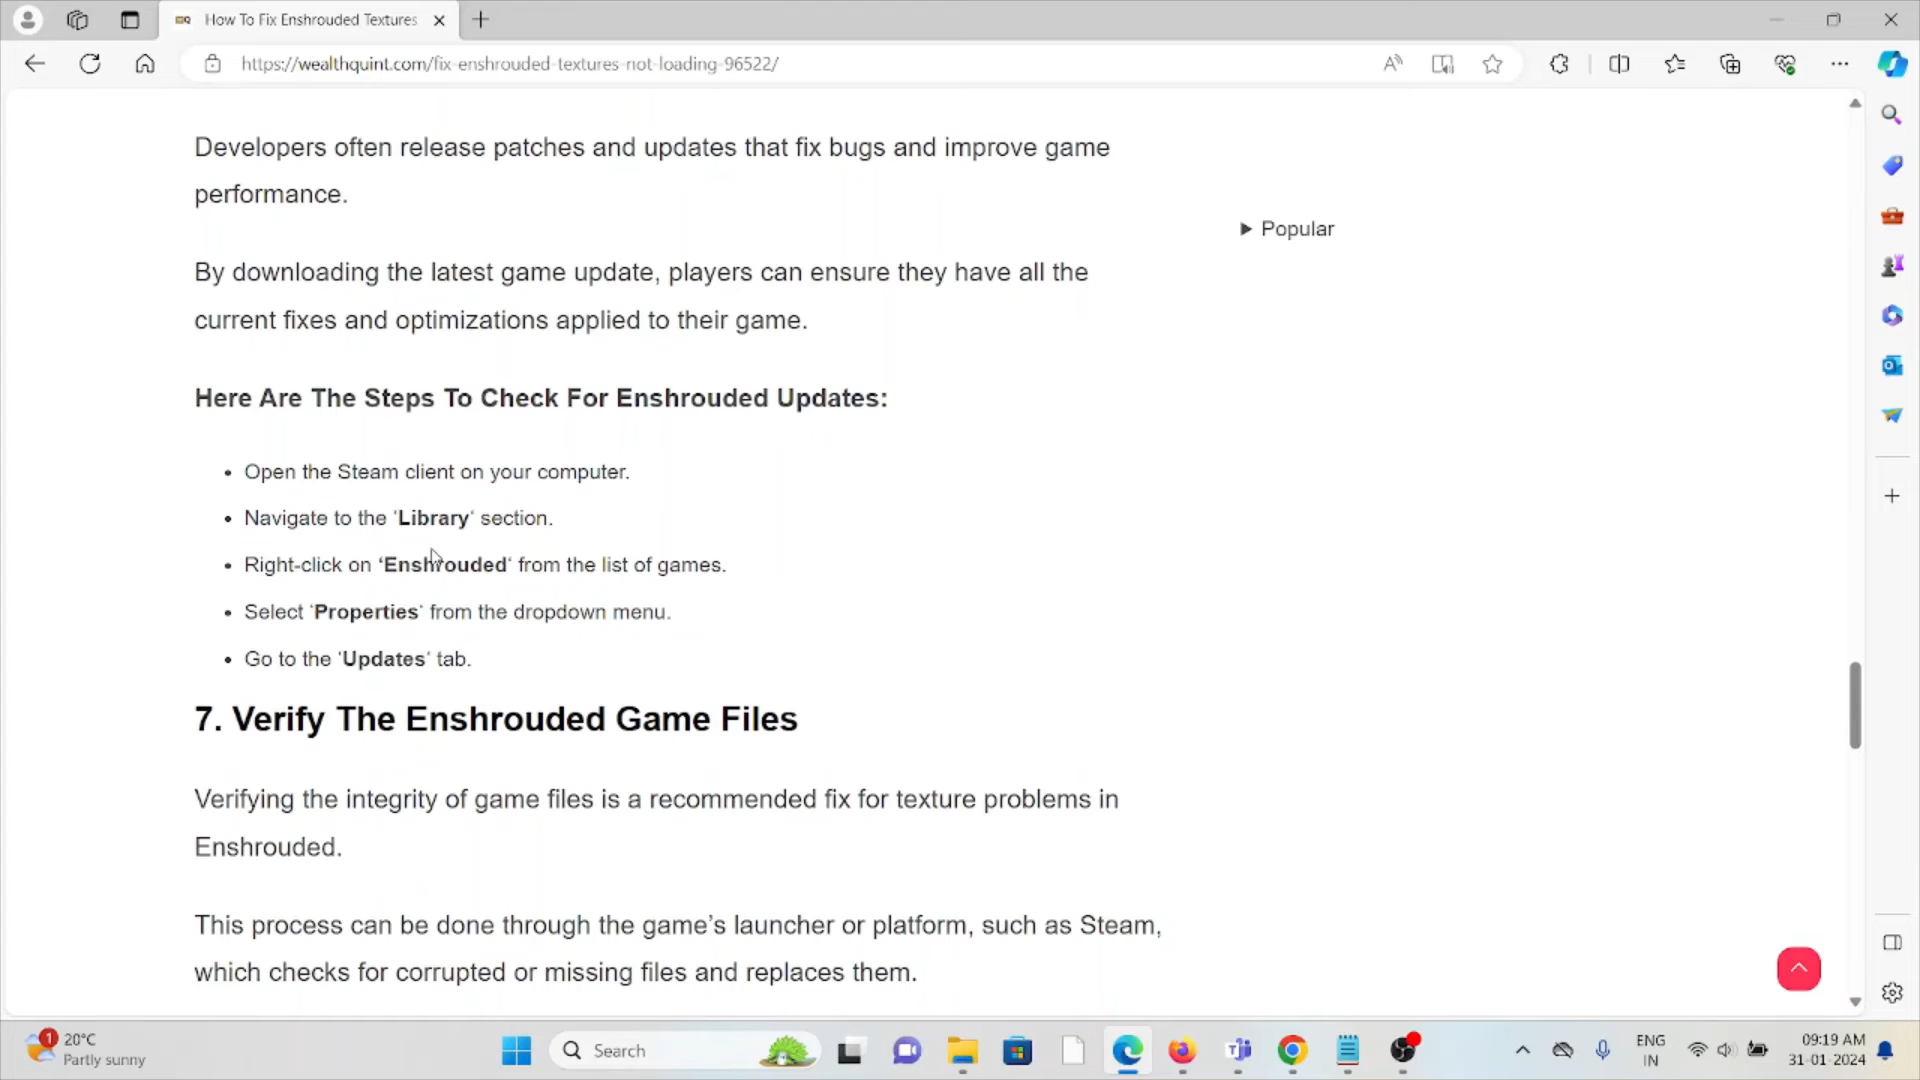 How To Fix Enshrouded Textures
https://wealthquint.com/fix-enshrouded-textures-not-loading-96522/
Developers often release patches and updates that fix bugs and improve game
performance.
Popular
By downloading the latest game update, players can ensure they have all the
current fixes and optimizations applied to their game.
Here Are The Steps To Check For Enshrouded Updates:
• Open the Steam client on your computer.
• Navigate to the ‘Library‘ section.
• Right-click on ‘Enshrouded‘ from the list of games.
• Select ‘Properties‘ from the dropdown menu.
• Go to the ‘Updates‘ tab.
7. Verify The Enshrouded Game Files
Verifying the integrity of game files is a recommended fix for texture problems in
Enshrouded.
This process can be done through the game’s launcher or platform, such as Steam,
which checks for corrupted or missing files and replaces them.
1
20°C
Partly sunny
Search
ENG
IN
09:19 AM
31-01-2024